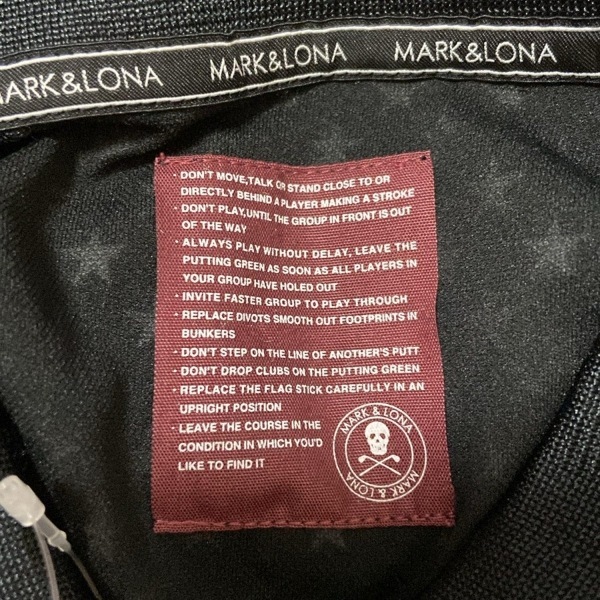 MARK&LONA MARK&LONA MARK&LONA
· DON'T MOVE,TALK OR STAND CLOSE TO OR
DIRECTLY BEHIND A PLAYER MAKING A STROKE
· DON'T PLAY,UNTIL THE GROUP IN FRONT IS OUT
OF THE WAY
· ALWAYS PLAY WITHOUT DELAY, LEAVE THE
PUTTING GREEN AS SOON AS ALL PLAYERS IN
YOUR GROUP HAVE HOLED OUT
· INVITE FASTER GROUP TO PLAY THROUGH
· REPLACE DIVOTS SMOOTH OUT FOOTPRINTS IN
BUNKERS
· DON'T STEP ON THE LINE OF ANOTHER'S PUTT
· DON'T DROP CLUBS ON THE PUTTING GREEN
· REPLACE THE FLAG STICK CAREFULLY IN AN
UPRIGHT POSITION
· LEAVE THE COURSE IN THE
CONDITION IN WHICH YOU'D
LIKE TO FIND IT
MARK & LONA
MARK & LONA